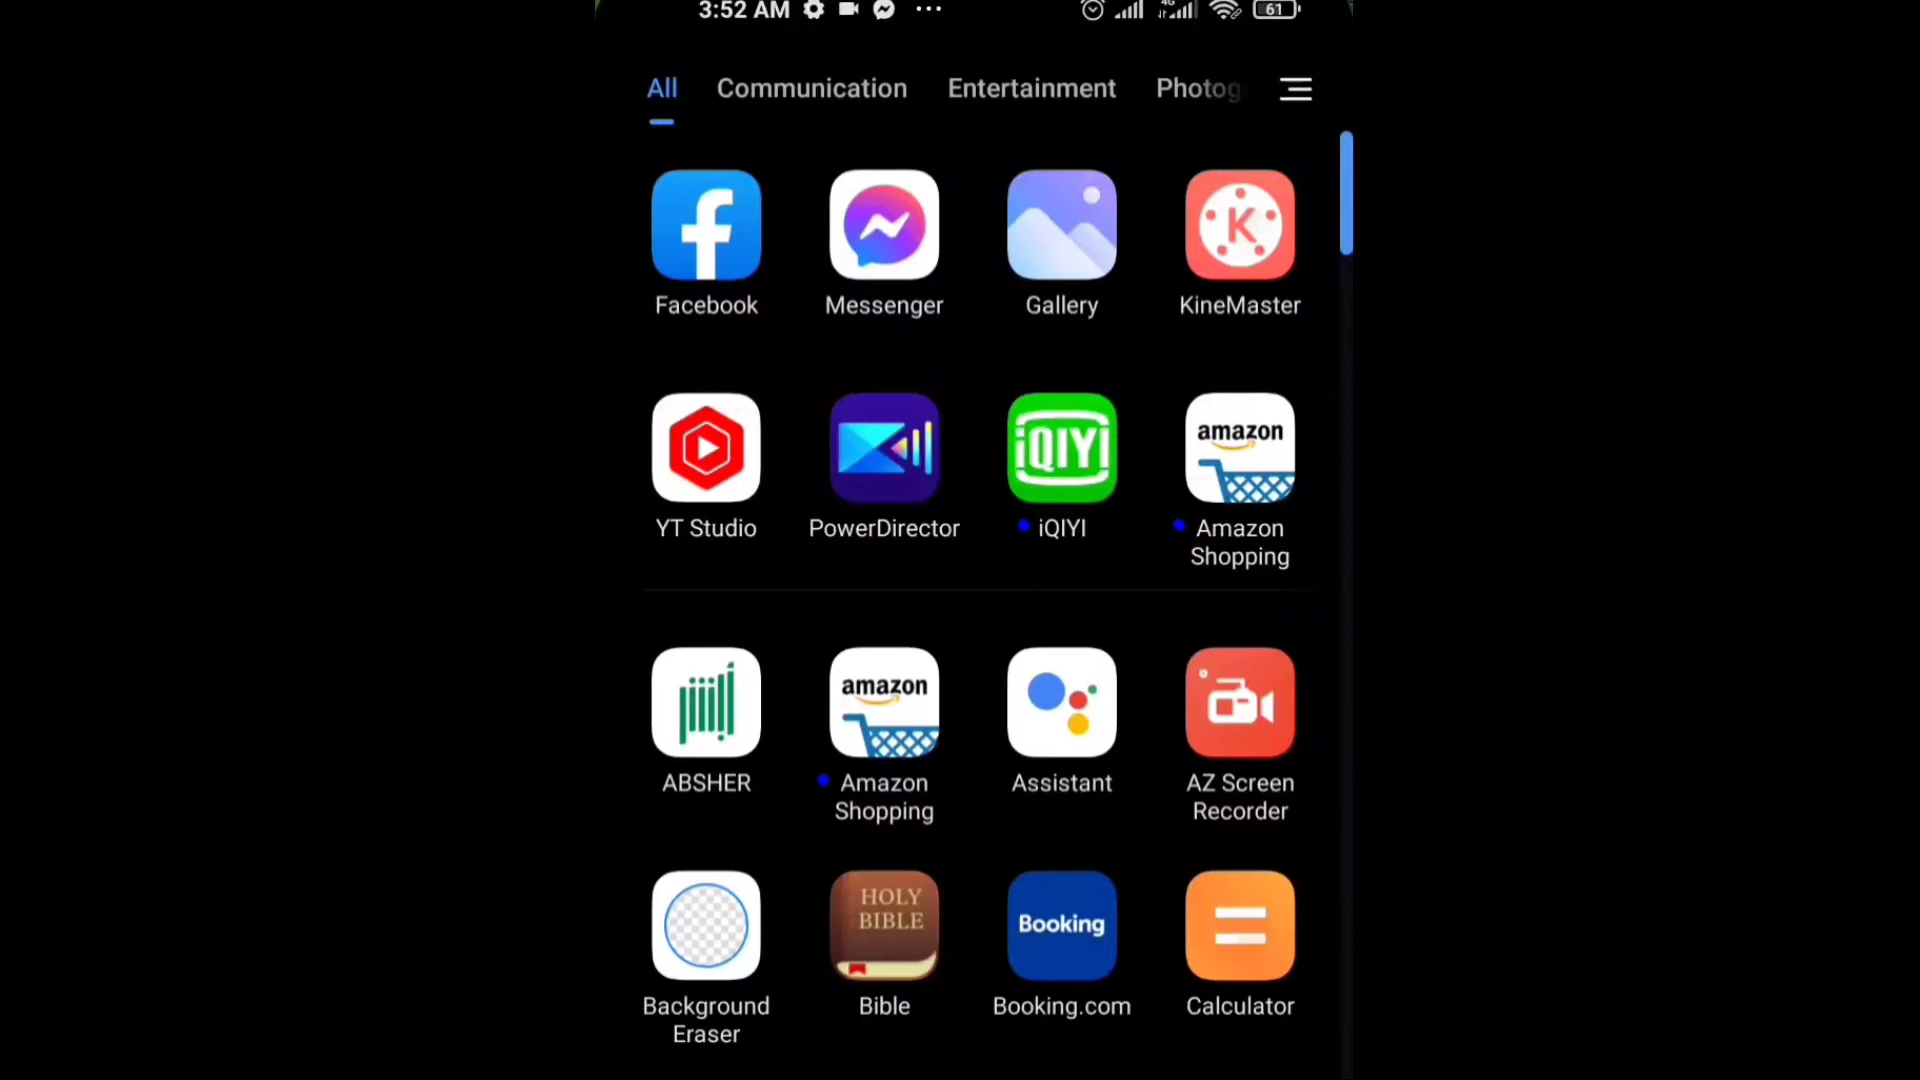 3:52 AM
4G
61
All Communication Entertainment Photog
Facebook Messenger Gallery KineMaster
iQIYI
amazon
YT Studio PowerDirector iQIYI Amazon
Shopping
amazon
ABSHER Amazon Assistant AZ Screen
Shopping Recorder
HOLY
BIBLE
Booking
Background Bible Booking.com Calculator
Eraser